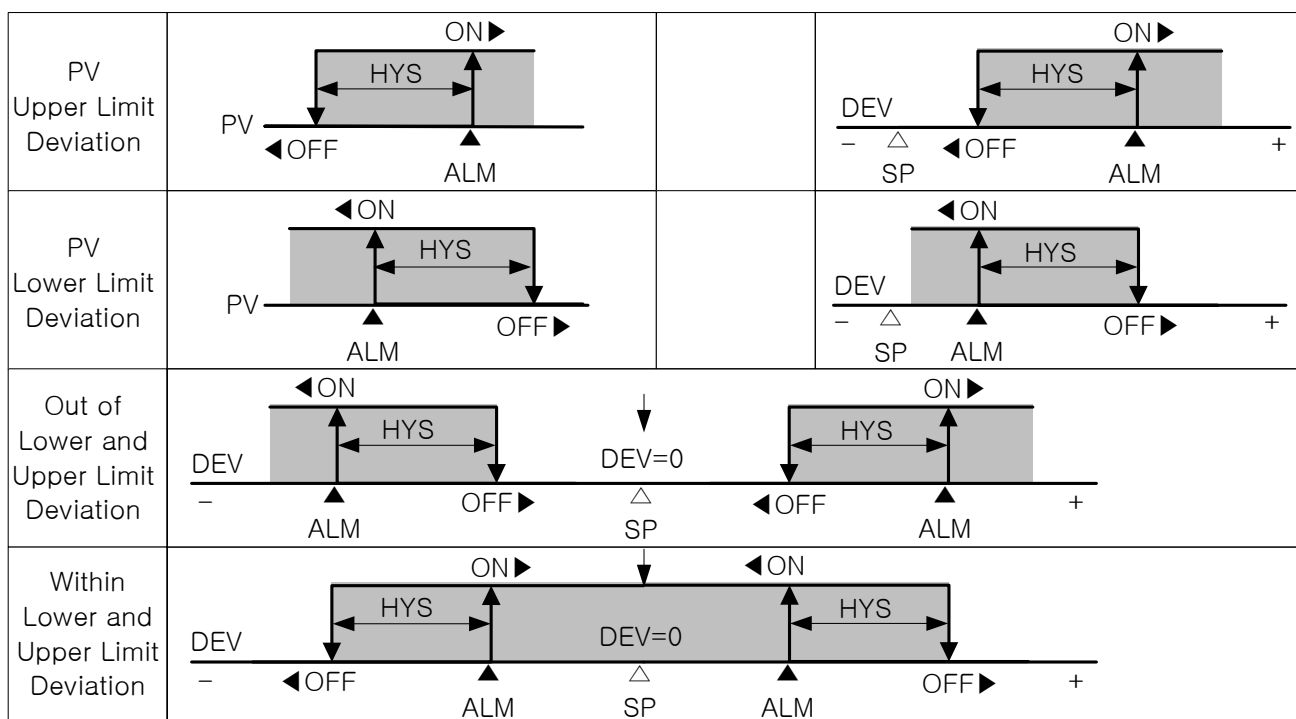 PV
Upper Limit
Deviation
ON
HYS
PV
OFF
ALM
ON
HYS
DEV
-
SP
OFF
ALM
+
PV
Lower Limit
Deviation
ON
HYS
PV
ALM
OFF
ON
HYS
DEV
-
SP
ALM
OFF
+
Out of
Lower and
Upper Limit
Deviation
ON
HYS
DEV
-
ALM
OFF
DEV=0
SP
ON
HYS
OFF
ALM
+
Within
Lower and
Upper Limit
Deviation
ON
HYS
DEV
-
OFF
ALM
DEV=0
SP
ON
HYS
ALM
OFF
+